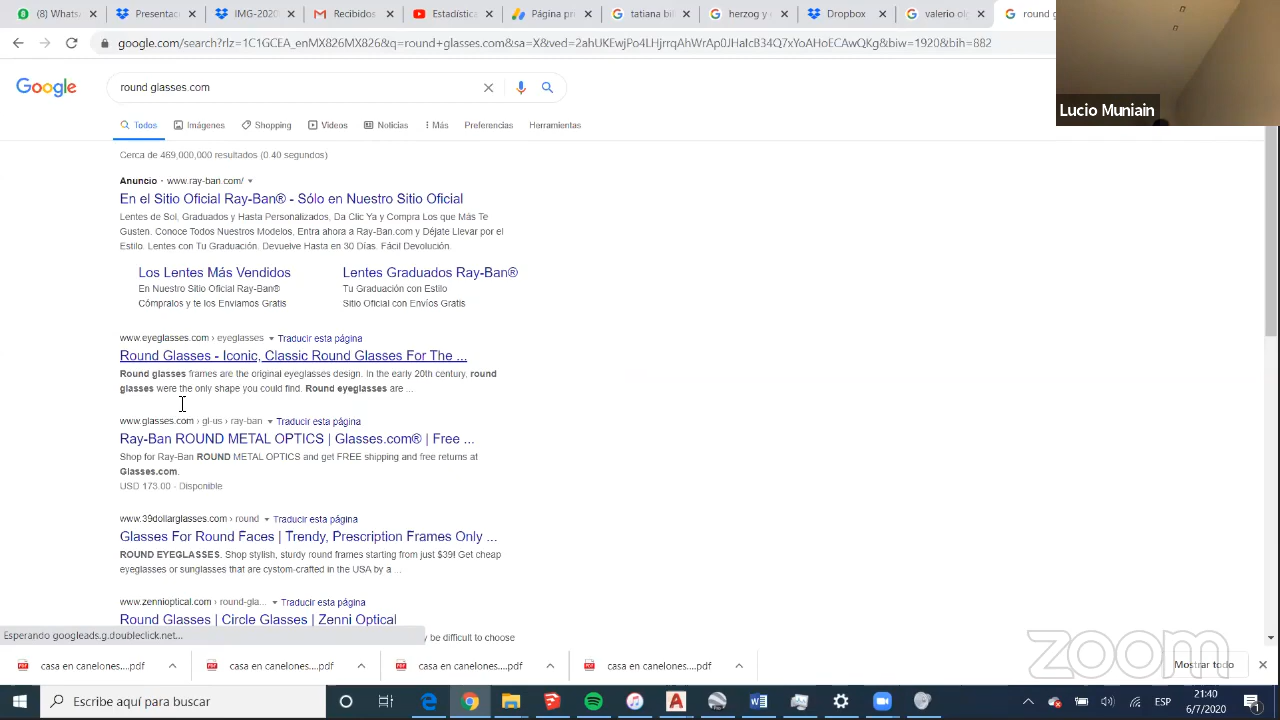 (8) Whats
IMG-2020
Recibidos
Estadística
Página pr
tatiana bil
herzog y
Dropbox
valerio olg
round g
google.com/search?rlz=1C1GCEA_enMX826MX826&q=round+glasses.com&sa=X&ved=2ahUKEwjPo4LHjrrqAhWrAp0JHaIcB34Q7xYoAHoECAwQKg&biw=1920&bih=882
Lucio Muniain
Google
round glasses.com
Todos
Imágenes
Shopping
Videos
Noticias
Más
Preferencias
Herramientas
Cerca de 469,000,000 resultados (0.40 segundos)
Anuncio · www.ray-ban.com/
En el Sitio Oficial Ray-Ban® - Sólo en Nuestro Sitio Oficial
Lentes de Sol, Graduados y Hasta Personalizados, Da Clic Ya y Compra Los que Más Te
Gusten. Conoce Todos Nuestros Modelos, Entra ahora a Ray-Ban.com y Déjate Llevar por el
Estilo. Lentes con Tu Graduación. Devuelve Hasta en 30 Días. Fácil Devolución.
Los Lentes Más Vendidos
En Nuestro Sitio Oficial Ray-Ban®
Cómpralos y te los Enviamos Gratis
Lentes Graduados Ray-Ban®
Tu Graduación con Estilo
Sitio Oficial con Envíos Gratis
www.eyeglasses.com › eyeglasses Traducir esta página
Round Glasses - Iconic, Classic Round Glasses For The ...
Round glasses frames are the original eyeglasses design. In the early 20th century, round
glasses were the only shape you could find. Round eyeglasses are ...
www.glasses.com › gl-us › ray-ban Traducir esta página
Ray-Ban ROUND METAL OPTICS | Glasses.com® | Free ...
Shop for Ray-Ban ROUND METAL OPTICS and get FREE shipping and free returns at
Glasses.com.
USD 173.00 - Disponible
www.39dollarglasses.com › round Traducir esta página
Glasses For Round Faces | Trendy, Prescription Frames Only ...
ROUND EYEGLASSES. Shop stylish, sturdy round frames starting from just $39! Get cheap
eyeglasses or sunglasses that are cystom-crafted in the USA by a ...
www.zennioptical.com › round-gla... Traducir esta página
Round Glasses | Circle Glasses | Zenni Optical
Esperando googleads.g.doubleclick.net...
y be difficult to choose
casa en canelones....pdf
casa en canelones....pdf
casa en canelones....pdf
casa en canelones....pdf
Mostrar todo
zoom
Escribe aquí para buscar
ESP
21:40
6/7/2020
1